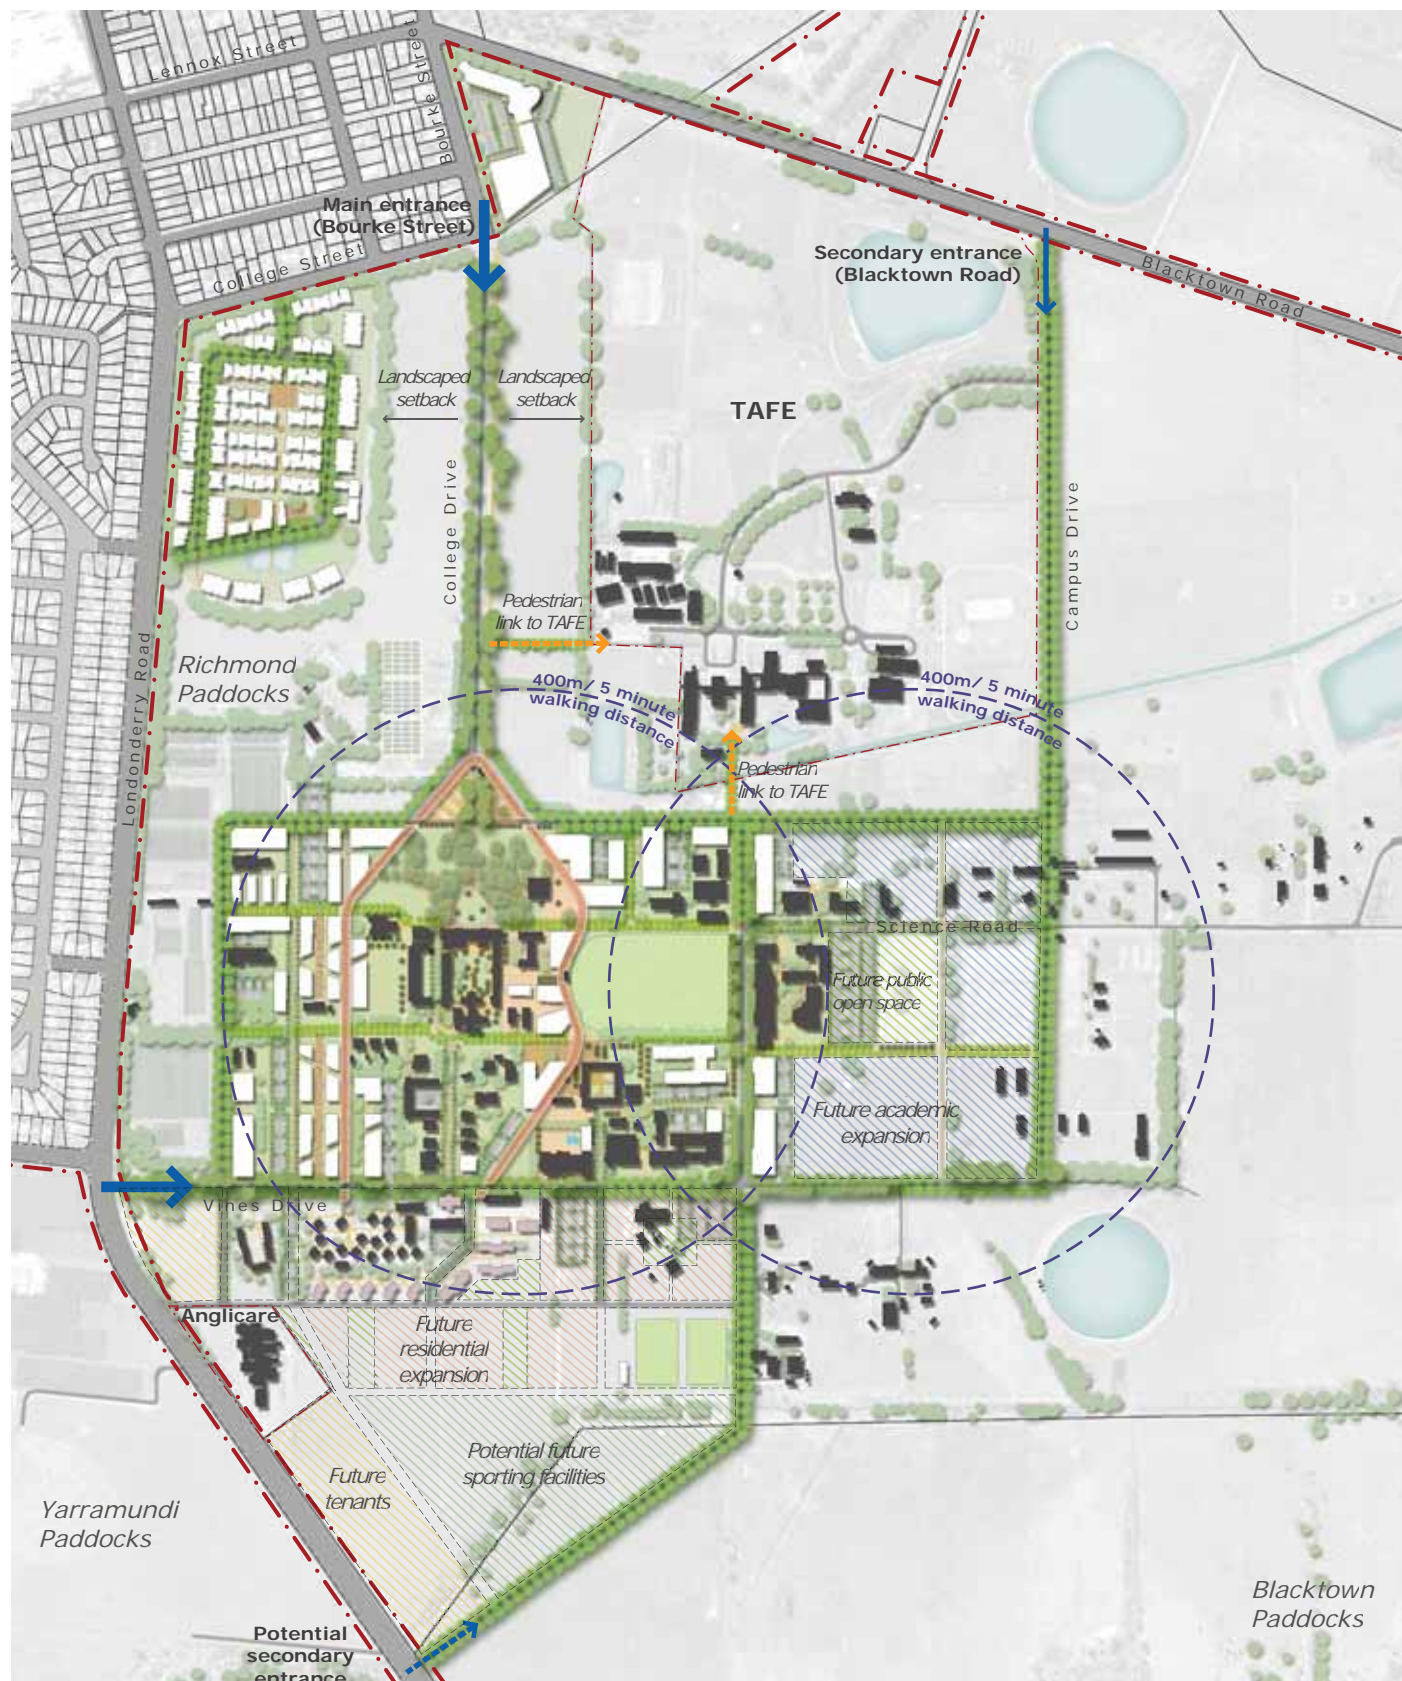 Lennox Street
Bourke Street
Main entrance
(Bourke Street)
College Street
Secondary entrance
(Blacktown Road)
Blacktown Road
Landscaped
setback
Landscaped
setback
TAFE
College Drive
Campus Drive
Pedestrian
link to TAFE
Londonderry Road
Richmond
Paddocks
400m/ 5 minute
walking distance
400m/ 5 minute
walking distance
Pedestrian
link to TAFE
Science Road
Future public
open space
Future academic
expansion
Vines Drive
Anglicare
Future
residential
expansion
Potential future
sporting facilities
Future
tenants
Yarramundi
Paddocks
Blacktown
Paddocks
Potential
secondary
entrance